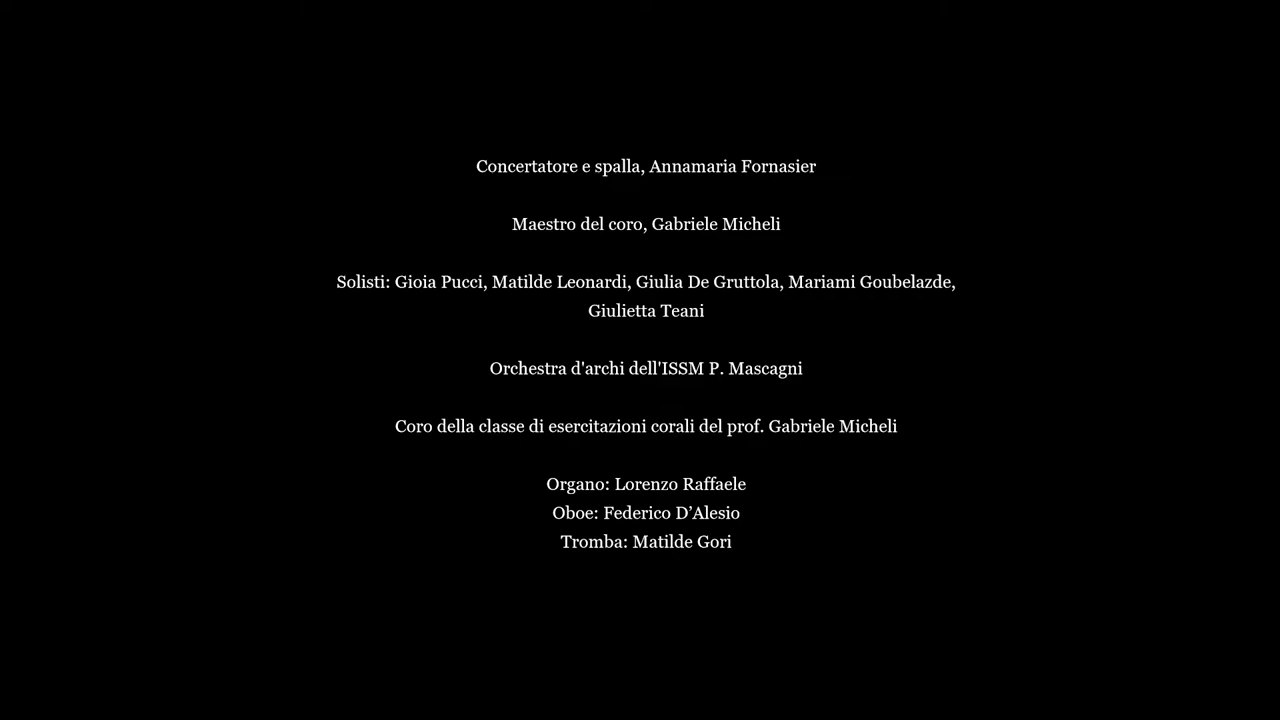 Concertatore e spalla, Annamaria Fornasier
Maestro del coro, Gabriele Micheli
Solisti: Gioia Pucci, Matilde Leonardi, Giulia De Gruttola, Mariami Goubelazde,
Giulietta Teani
Orchestra d'archi dell'ISSM P. Mascagni
Coro della classe di esercitazioni corali del prof. Gabriele Micheli
Organo: Lorenzo Raffaele
Oboe: Federico D’Alesio
Tromba: Matilde Gori